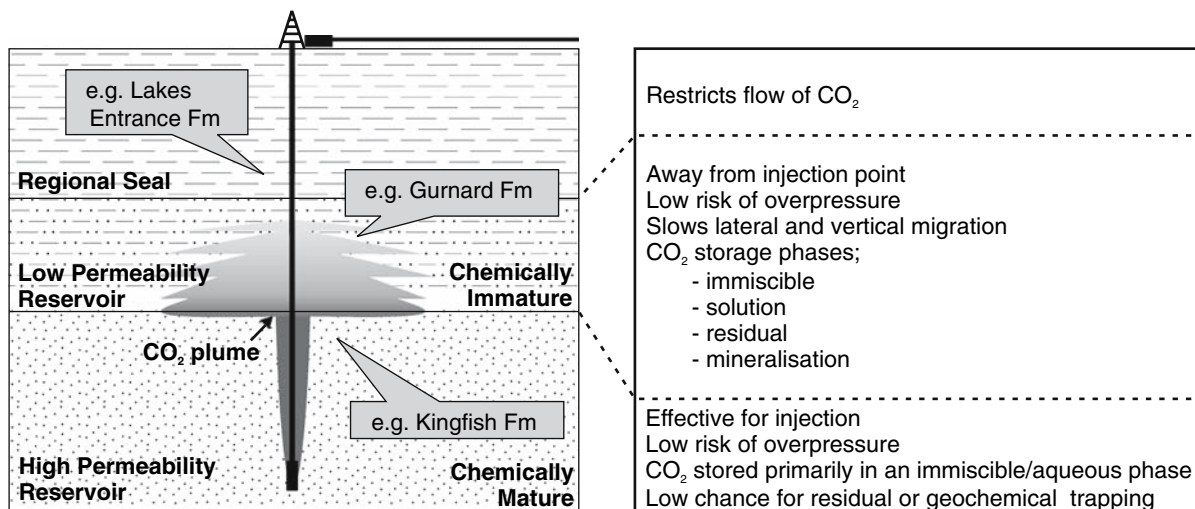 e.g. Lakes
Entrance Fm
Regional Seal
e.g. Gurnard Fm
Low Permeability
Reservoir
Chemically
Immature
CO₂ plume
e.g. Kingfish Fm
High Permeability
Reservoir
Chemically
Mature
Restricts flow of CO₂
Away from injection point
Low risk of overpressure
Slows lateral and vertical migration
CO₂ storage phases;
- immiscible
- solution
- residual
- mineralisation
Effective for injection
Low risk of overpressure
CO₂ stored primarily in an immiscible/aqueous phase
Low chance for residual or geochemical trapping